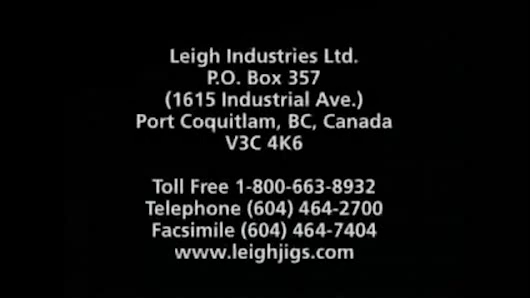 Leigh Industries Ltd.
P.O. Box 357
(1615 Industrial Ave.)
Port Coquitlam, BC, Canada
V3C 4K6
Toll Free 1-800-663-8932
Telephone (604) 464-2700
Facsimile (604) 464-7404
www.leighjigs.com